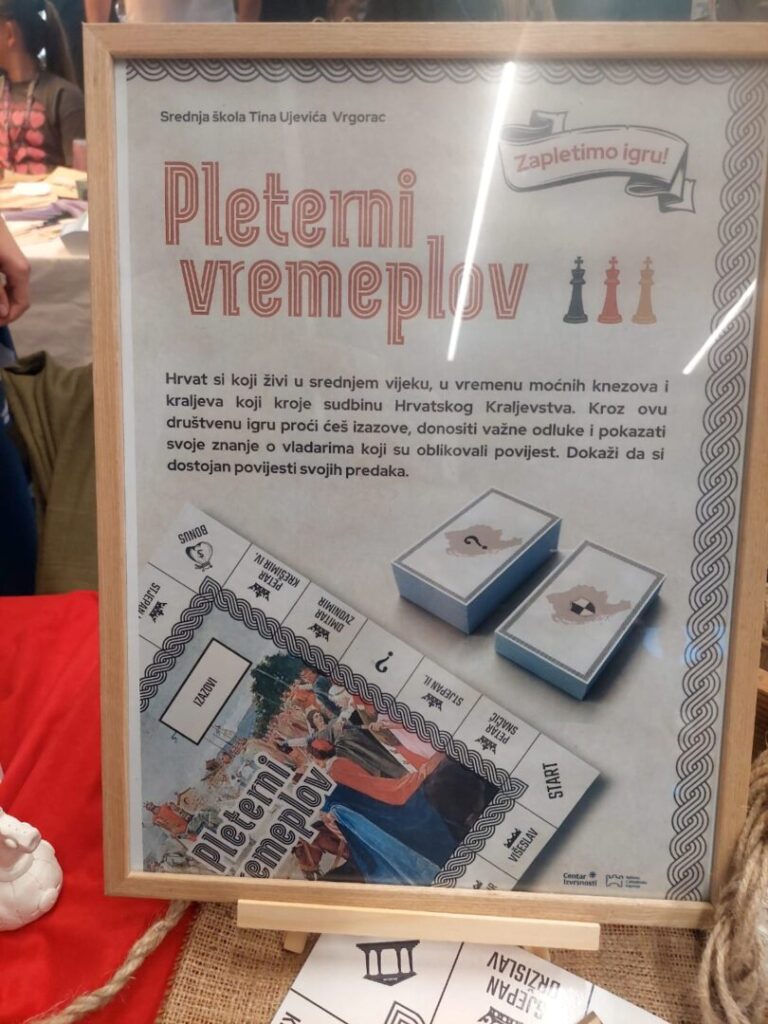 Srednja škola Tina Ujevića Vrgorac
Zapletimo igru!
Pleterni
vremeplov
Hrvat si koji živi u srednjem vijeku, u vremenu moćnih knezova i
kraljeva koji kroje sudbinu Hrvatskog Kraljevstva. Kroz ovu
društvenu igru proći ćeš izazove, donositi važne odluke i pokazati
svoje znanje o vladarima koji su oblikovali povijest. Dokaži da si
dostojan povijesti svojih predaka.
?
?
BONUS
$
PETAR
KREŠIMIR IV.
DMITAR
ZVONIMIR
?
STJEPAN II.
PETAR
SNAČIĆ
START
VIŠESLAV
STJEPAN
IZAZOVI
Pleterni
vremeplov
Centar
Izvrsnosti
STJEPAN
DRŽISLAV